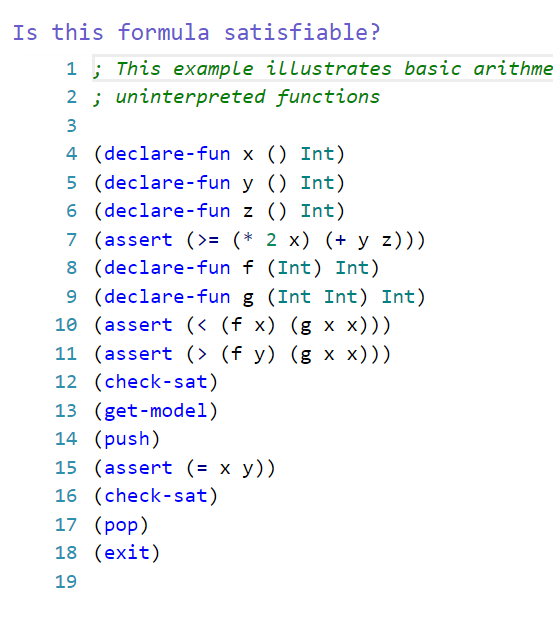 Is this formula satisfiable?
1 ; This example illustrates basic arithme
2 ; uninterpreted functions
3
4 (declare-fun x () Int)
5 (declare-fun y () Int)
6 (declare-fun z () Int)
7 (assert (>= (* 2 x) (+ y z)))
8 (declare-fun f (Int) Int)
9 (declare-fun g (Int Int) Int)
10 (assert (< (f x) (g x x)))
11 (assert (> (f y) (g x x)))
12 (check-sat)
13 (get-model)
14 (push)
15 (assert (= x y))
16 (check-sat)
17 (pop)
18 (exit)
19